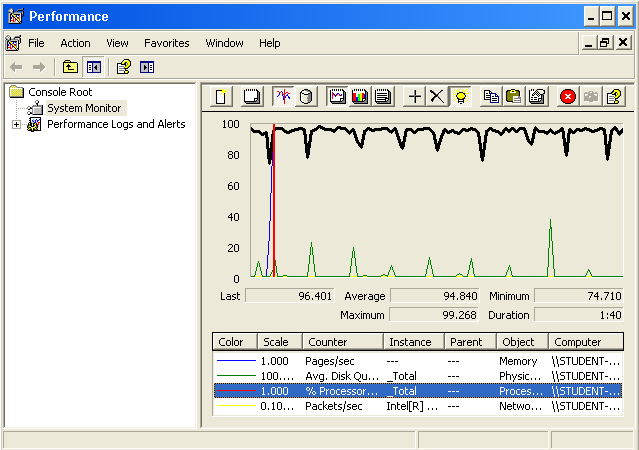 Performance
File Action View Favorites Window Help
Console Root
System Monitor
Performance Logs and Alerts
100
80
60
40
20
0
Last 96.401 Average 94.840 Minimum 74.710
Maximum 99.268 Duration 1:40
Color Scale Counter Instance Parent Object Computer
1.000 Pages/sec --- --- Memory \\STUDENT-...
100.... Avg. Disk Qu... _Total --- Physic... \\STUDENT-...
1.000 % Processor... _Total --- Proces... \\STUDENT-...
0.10... Packets/sec Intel[R] ... --- Netwo... \\STUDENT-...